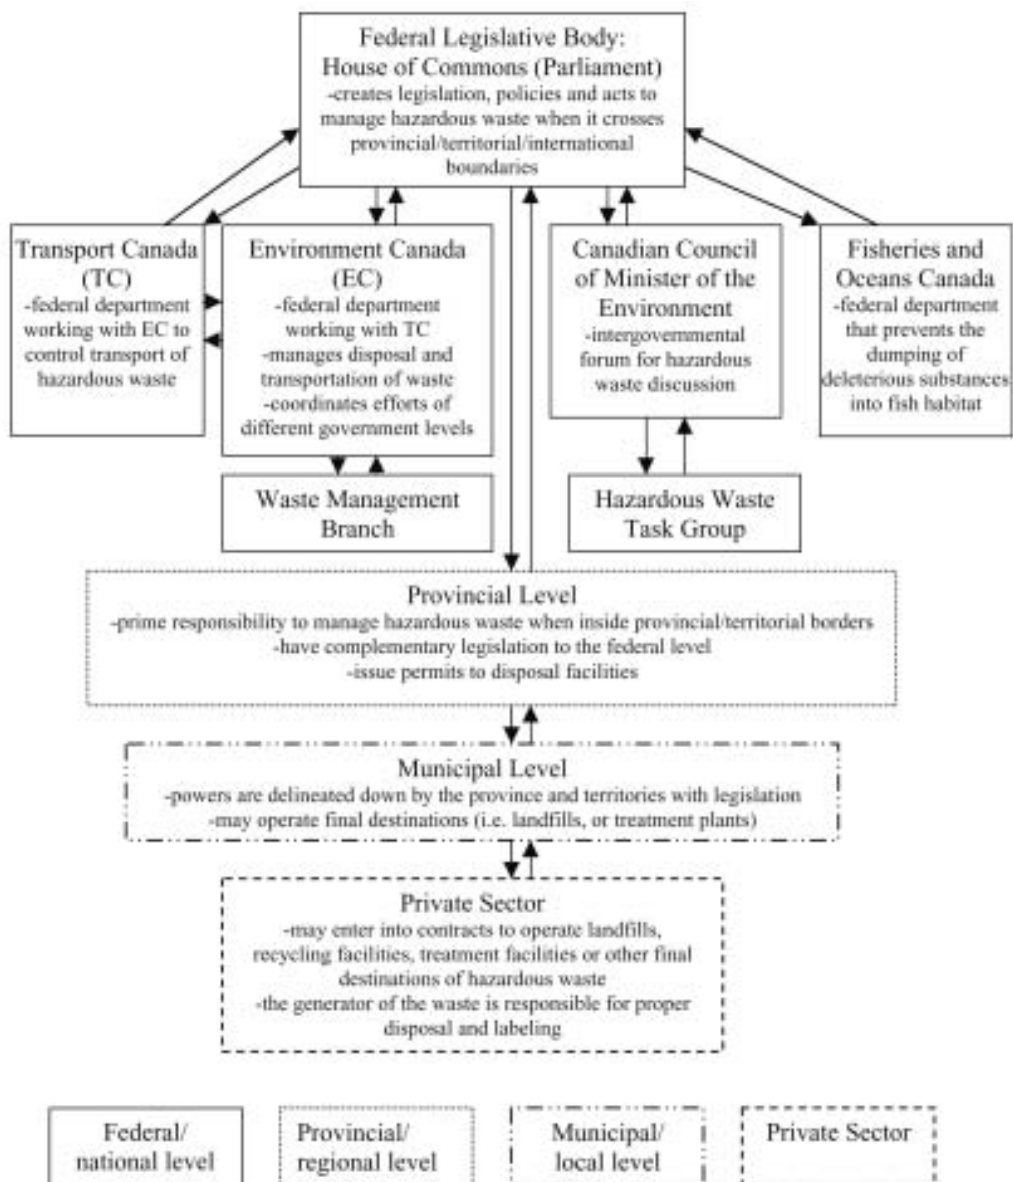 Federal Legislative Body:
House of Commons (Parliament)
-creates legislation, policies and acts to
manage hazardous waste when it crosses
provincial/territorial/international
boundaries
Transport Canada
(TC)
-federal department
working with EC to
control transport of
hazardous waste
Environment Canada
(EC)
-federal department
working with TC
-manages disposal and
transportation of waste
-coordinates efforts of
different government levels
Canadian Council
of Minister of the
Environment
-intergovernmental
forum for hazardous
waste discussion
Fisheries and
Oceans Canada
-federal department
that prevents the
dumping of
deleterious substances
into fish habitat
Waste Management
Branch
Hazardous Waste
Task Group
Provincial Level
-prime responsibility to manage hazardous waste when inside provincial/territorial borders
-have complementary legislation to the federal level
-issue permits to disposal facilities
Municipal Level
-powers are delineated down by the province and territories with legislation
-may operate final destinations (i.e. landfills, or treatment plants)
Private Sector
-may enter into contracts to operate landfills,
recycling facilities, treatment facilities or other final
destinations of hazardous waste
-the generator of the waste is responsible for proper
disposal and labeling
Federal/
national level
Provincial/
regional level
Municipal/
local level
Private Sector